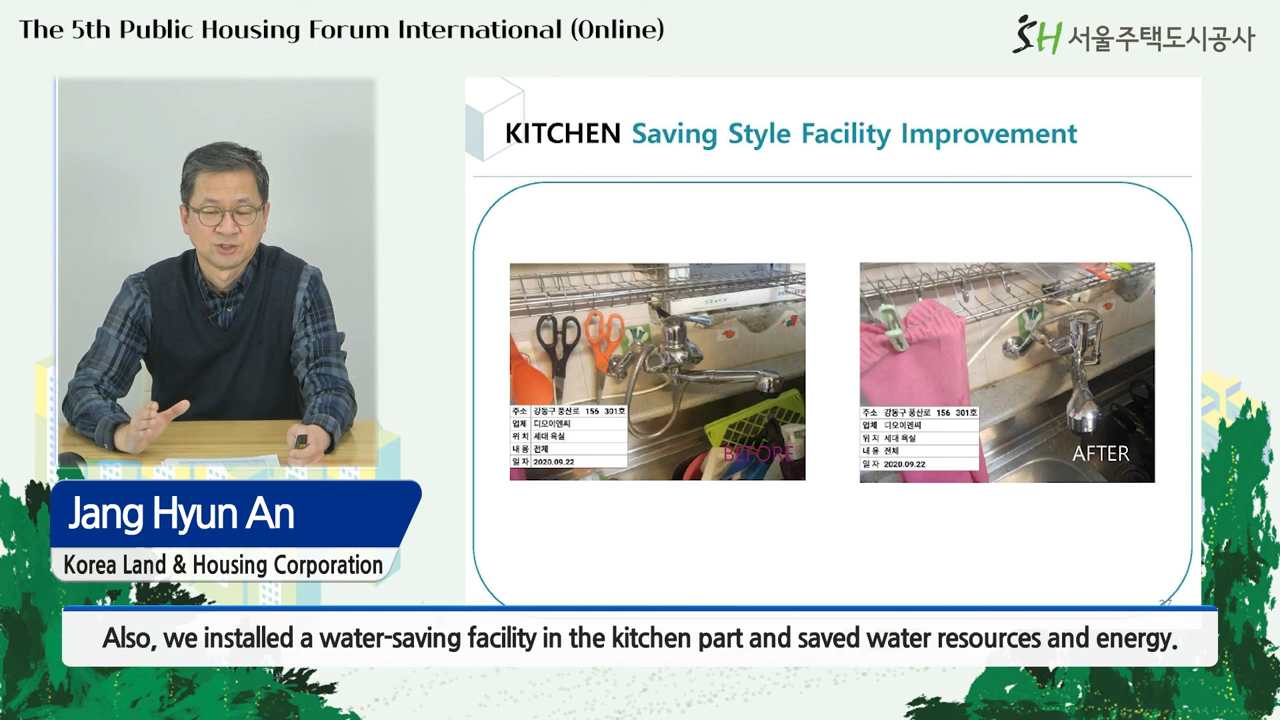 The 5th Public Housing Forum International (Online)
SH 서울주택도시공사
KITCHEN Saving Style Facility Improvement
주소 강동구 풍산로 156 301호
업체 디모이엔씨
위치 세대 욕실
내용 전체
일자 2020.09.22
BEFORE
주소 강동구 풍산로 156 301호
업체 디모이엔씨
위치 세대 욕실
내용 전체
일자 2020.09.22
AFTER
Jang Hyun An
Korea Land & Housing Corporation
Also, we installed a water-saving facility in the kitchen part and saved water resources and energy.